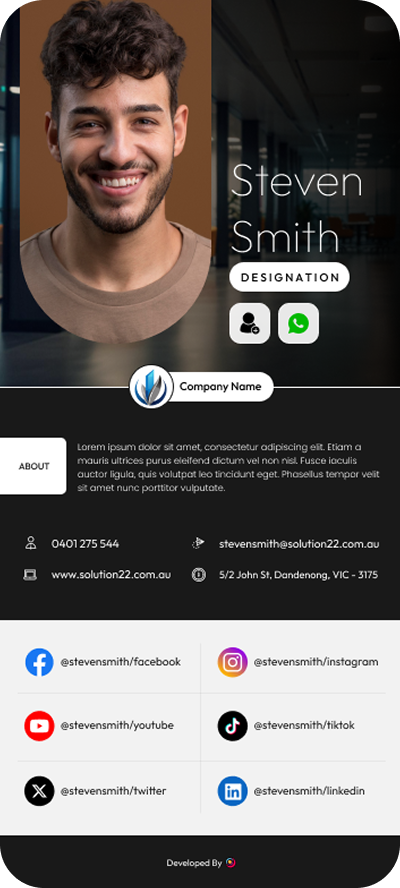 Steven
Smith
DESIGNATION
Company Name
ABOUT
Lorem ipsum dolor sit amet, consectetur adipiscing elit. Etiam a
mauris ultrices purus eleifend dictum vel non nisl. Fusce iaculis
auctor ligula, quis volutpat leo tincidunt eget. Phasellus tempor velit
sit amet nunc porttitor vulputate.
0401 275 544
stevensmith@solution22.com.au
www.solution22.com.au
5/2 John St, Dandenong, VIC - 3175
@stevensmith/facebook
@stevensmith/instagram
@stevensmith/youtube
@stevensmith/tiktok
@stevensmith/twitter
@stevensmith/linkedin
Developed By